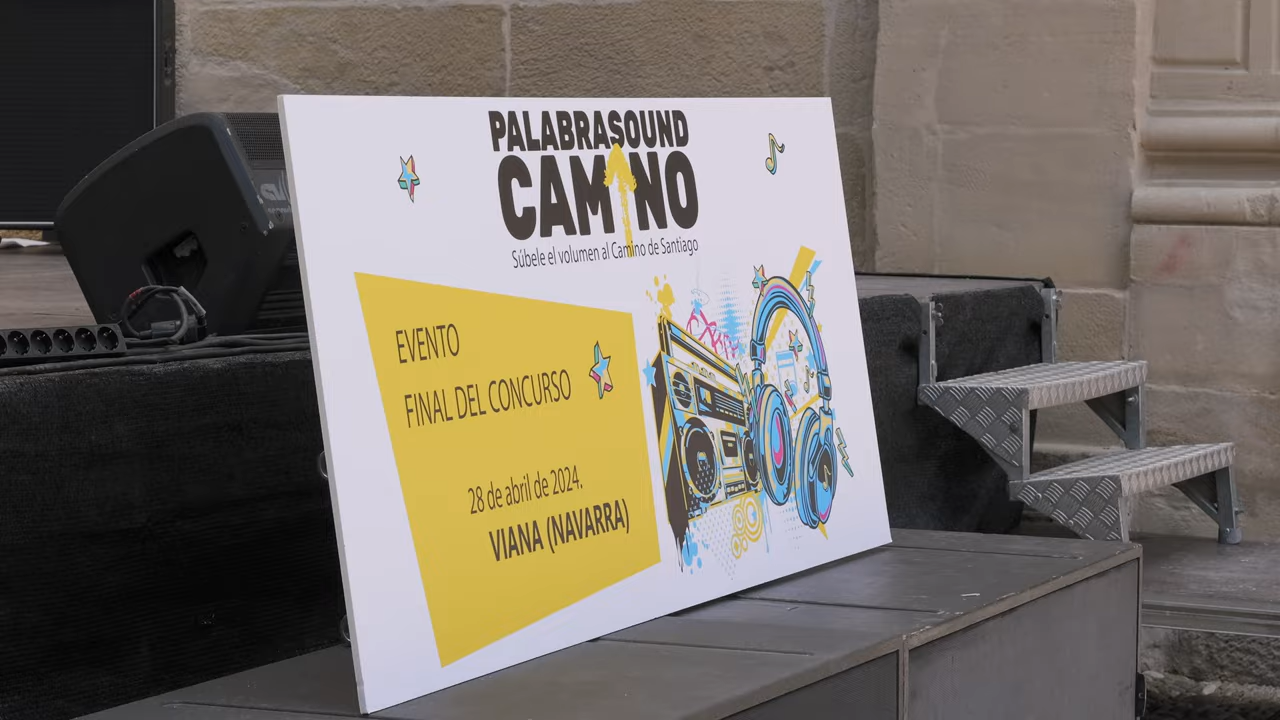 PALABRASOUND
CAMINO
Súbele el volumen al Camino de Santiago
EVENTO
FINAL DEL CONCURSO
28 de abril de 2024.
VIANA (NAVARRA)